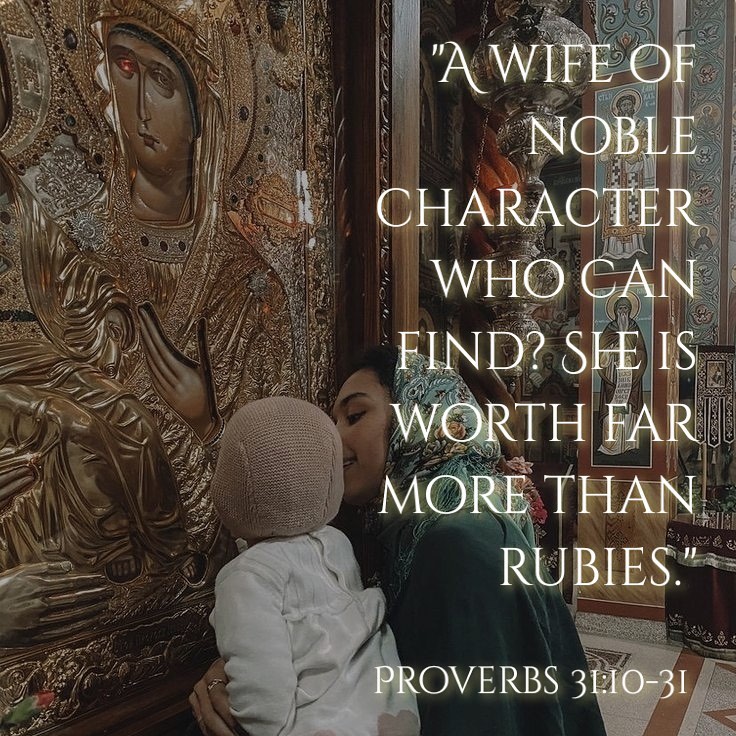 "A WIFE OF
NOBLE
CHARACTER
WHO CAN
FIND? SHE IS
WORTH FAR
MORE THAN
RUBIES."
PROVERBS 31:10-31